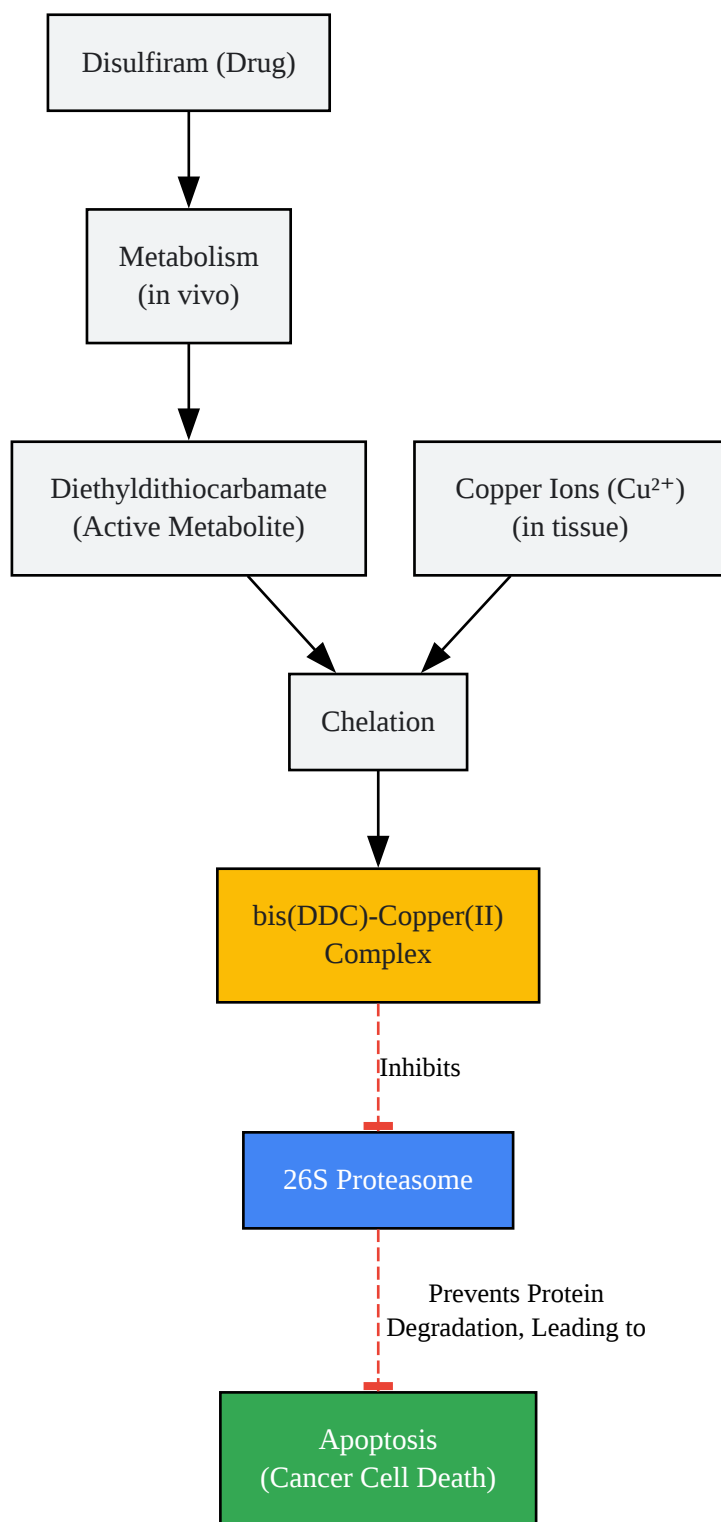 Disulfiram (Drug)
Metabolism
(in vivo)
Diethyldithiocarbamate
(Active Metabolite)
Copper Ions (Cu²⁺)
(in tissue)
Chelation
bis(DDC)-Copper(II)
Complex
Inhibits
26S Proteasome
Prevents Protein
Degradation, Leading to
Apoptosis
(Cancer Cell Death)